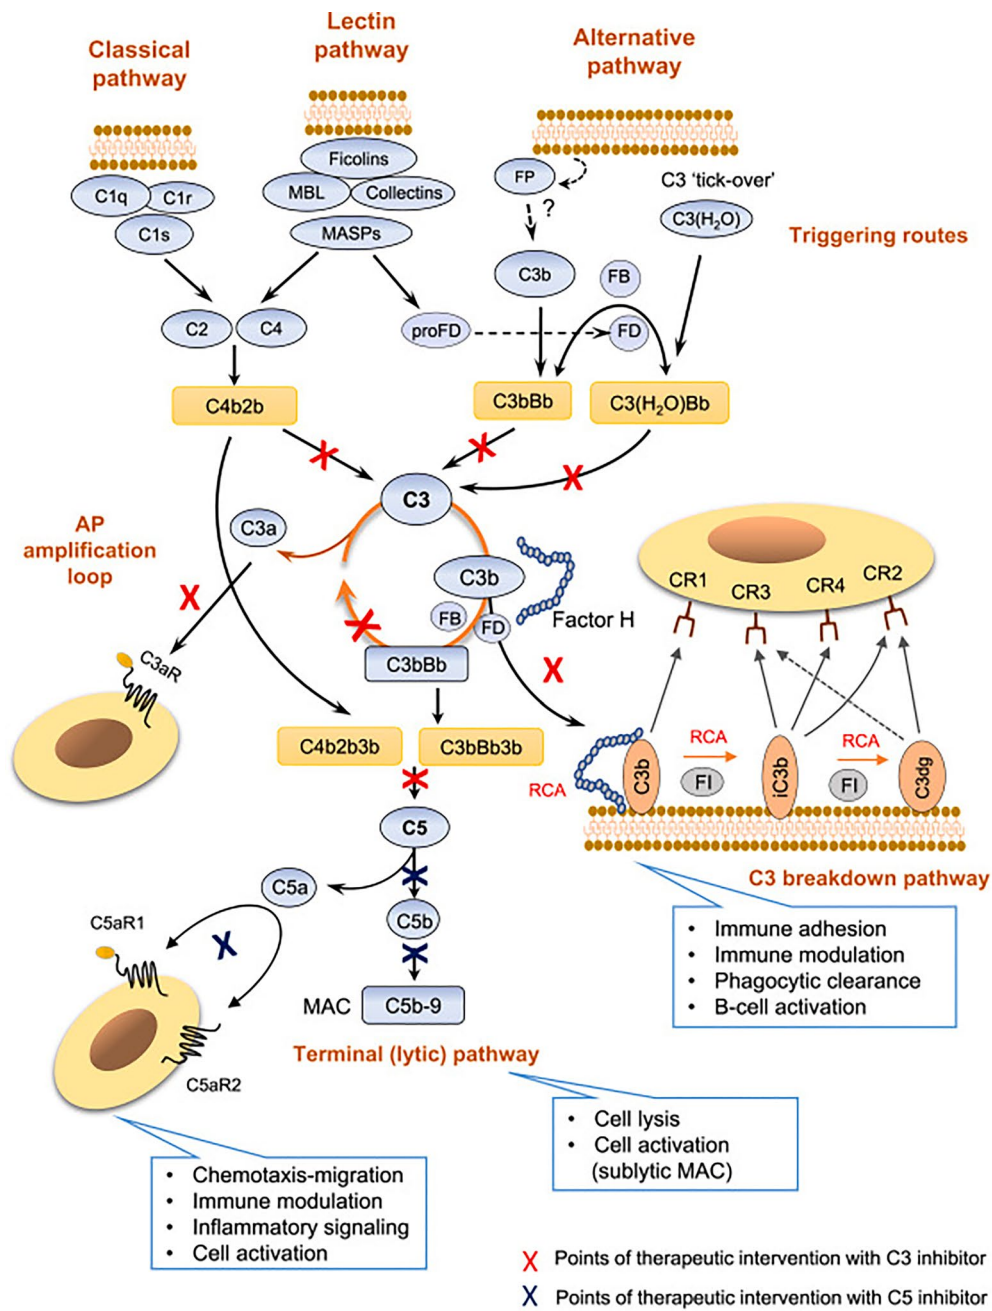 Classical
pathway
Lectin
pathway
Alternative
pathway
C1q
C1r
C1s
Ficolins
MBL
Collectins
MASPs
FP
?
C3 'tick-over'
C3(H₂O)
Triggering routes
C3b
FB
C2
C4
proFD
FD
C4b2b
C3bBb
C3(H₂O)Bb
C3
AP
amplification
loop
C3a
C3b
FB
FD
Factor H
C3bBb
C3aR
CR1
CR3
CR4
CR2
C4b2b3b
C3bBb3b
RCA
C3b
RCA
FI
iC3b
RCA
FI
C3dg
C3 breakdown pathway
• Immune adhesion
• Immune modulation
• Phagocytic clearance
• B-cell activation
C5
C5a
C5b
C5aR1
C5aR2
MAC
C5b-9
Terminal (lytic) pathway
• Cell lysis
• Cell activation
(sublytic MAC)
• Chemotaxis-migration
• Immune modulation
• Inflammatory signaling
• Cell activation
X Points of therapeutic intervention with C3 inhibitor
X Points of therapeutic intervention with C5 inhibitor